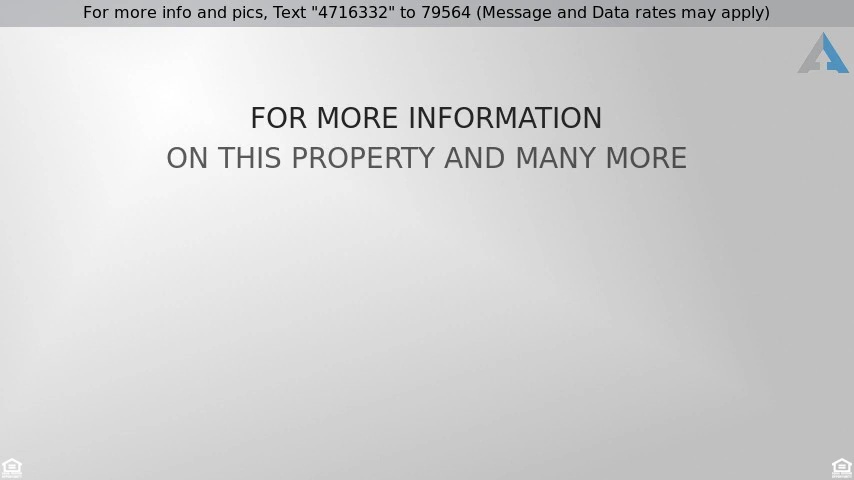 For more info and pics, Text "4716332" to 79564 (Message and Data rates may apply)
FOR MORE INFORMATION
ON THIS PROPERTY AND MANY MORE